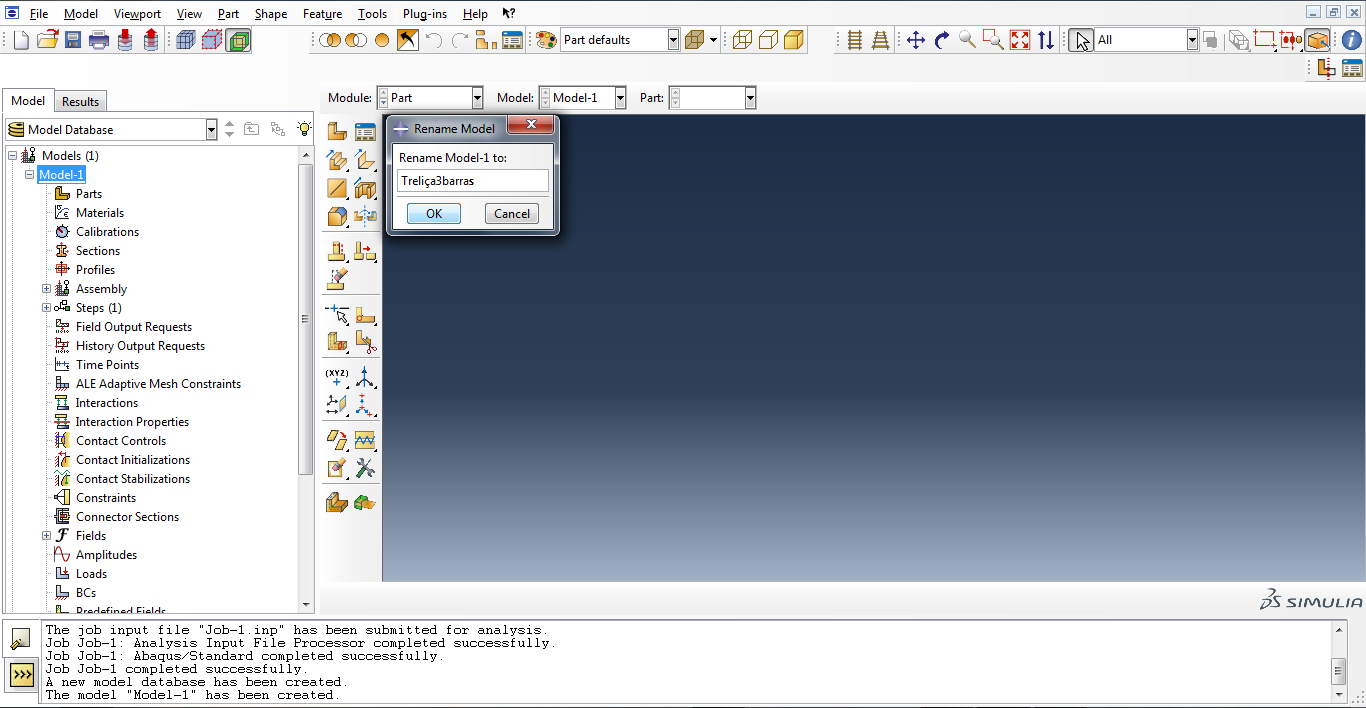 File Model Viewport View Part Shape Feature Tools Plug-ins Help
Part defaults
All
Model Results
Module: Part Model: Model-1 Part:
Model Database
Models (1)
Model-1
Parts
Materials
Calibrations
Sections
Profiles
Assembly
Steps (1)
Field Output Requests
History Output Requests
Time Points
ALE Adaptive Mesh Constraints
Interactions
Interaction Properties
Contact Controls
Contact Initializations
Contact Stabilizations
Constraints
Connector Sections
Fields
Amplitudes
Loads
BCs
Predefined Fields
(XYZ)
Rename Model
Rename Model-1 to:
Treliça3barras
OK Cancel
SIMULIA
The job input file "Job-1.inp" has been submitted for analysis.
Job Job-1: Analysis Input File Processor completed successfully.
Job Job-1: Abaqus/Standard completed successfully.
Job Job-1 completed successfully.
A new model database has been created.
The model "Model-1" has been created.